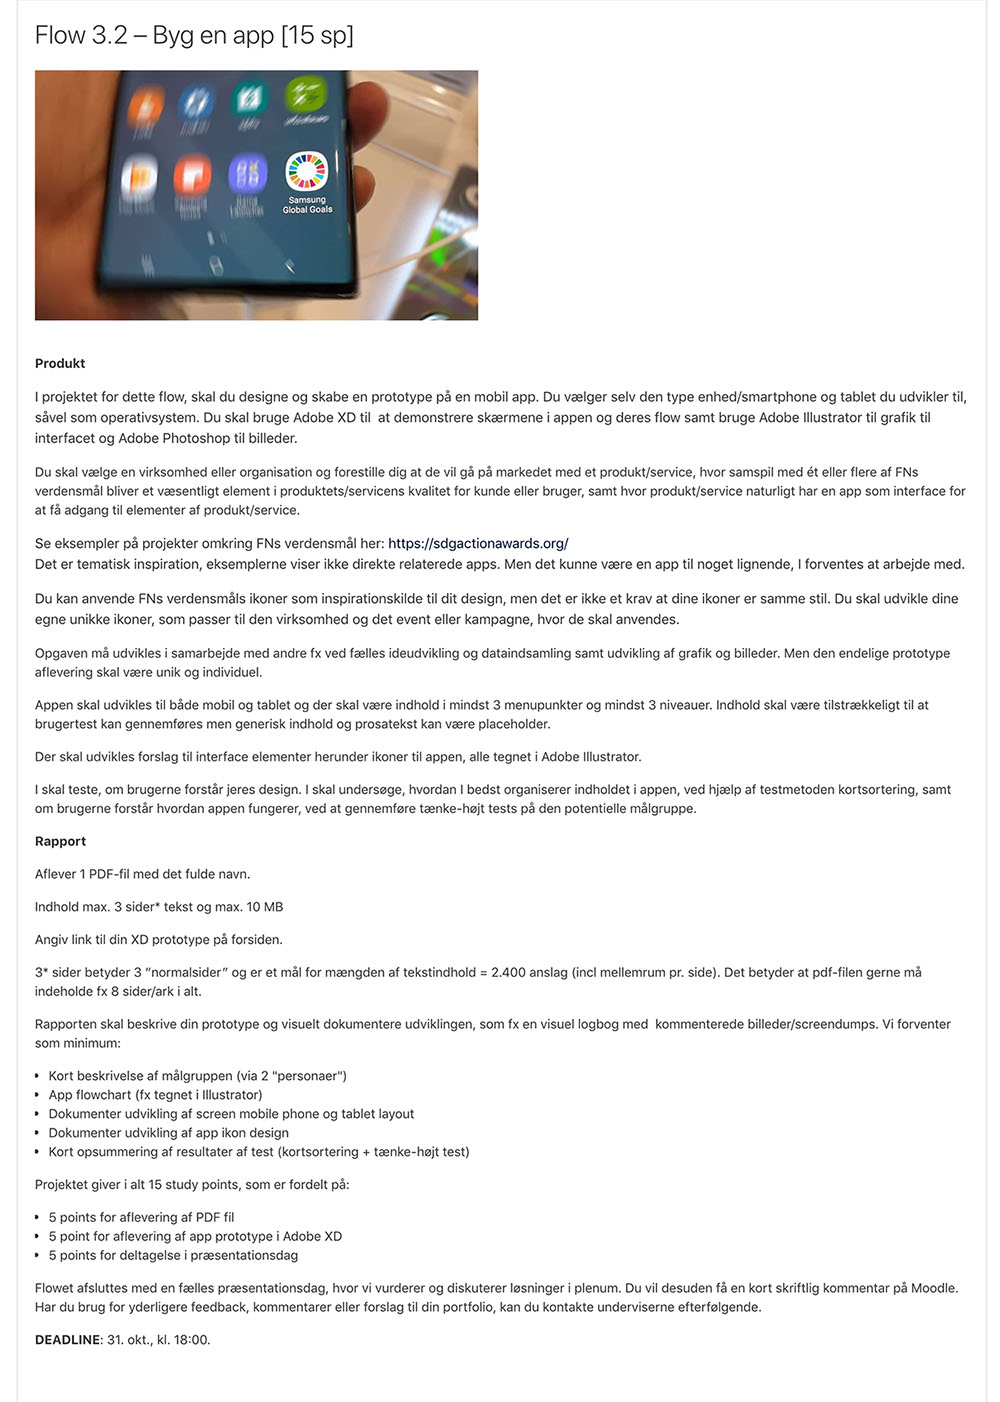 Flow 3.2 – Byg en app [15 sp]
Samsung
Global Goals
Produkt
I projektet for dette flow, skal du designe og skabe en prototype på en mobil app. Du vælger selv den type enhed/smartphone og tablet du udvikler til,
såvel som operativsystem. Du skal bruge Adobe XD til  at demonstrere skærmene i appen og deres flow samt bruge Adobe Illustrator til grafik til
interfacet og Adobe Photoshop til billeder.
Du skal vælge en virksomhed eller organisation og forestille dig at de vil gå på markedet med et produkt/service, hvor samspil med ét eller flere af FNs
verdensmål bliver et væsentligt element i produktets/servicens kvalitet for kunde eller bruger, samt hvor produkt/service naturligt har en app som interface for
at få adgang til elementer af produkt/service.
Se eksempler på projekter omkring FNs verdensmål her: https://sdgactionawards.org/
Det er tematisk inspiration, eksemplerne viser ikke direkte relaterede apps. Men det kunne være en app til noget lignende, I forventes at arbejde med.
Du kan anvende FNs verdensmåls ikoner som inspirationskilde til dit design, men det er ikke et krav at dine ikoner er samme stil. Du skal udvikle dine
egne unikke ikoner, som passer til den virksomhed og det event eller kampagne, hvor de skal anvendes.
Opgaven må udvikles i samarbejde med andre fx ved fælles ideudvikling og dataindsamling samt udvikling af grafik og billeder. Men den endelige prototype
aflevering skal være unik og individuel.
Appen skal udvikles til både mobil og tablet og der skal være indhold i mindst 3 menupunkter og mindst 3 niveauer. Indhold skal være tilstrækkeligt til at
brugertest kan gennemføres men generisk indhold og prosatekst kan være placeholder.
Der skal udvikles forslag til interface elementer herunder ikoner til appen, alle tegnet i Adobe Illustrator.
I skal teste, om brugerne forstår jeres design. I skal undersøge, hvordan I bedst organiserer indholdet i appen, ved hjælp af testmetoden kortsortering, samt
om brugerne forstår hvordan appen fungerer, ved at gennemføre tænke-højt tests på den potentielle målgruppe.
Rapport
Aflever 1 PDF-fil med det fulde navn.
Indhold max. 3 sider* tekst og max. 10 MB
Angiv link til din XD prototype på forsiden.
3* sider betyder 3 ”normalsider” og er et mål for mængden af tekstindhold = 2.400 anslag (incl mellemrum pr. side). Det betyder at pdf-filen gerne må
indeholde fx 8 sider/ark i alt.
Rapporten skal beskrive din prototype og visuelt dokumentere udviklingen, som fx en visuel logbog med  kommenterede billeder/screendumps. Vi forventer
som minimum:
• Kort beskrivelse af målgruppen (via 2 "personaer")
• App flowchart (fx tegnet i Illustrator)
• Dokumenter udvikling af screen mobile phone og tablet layout
• Dokumenter udvikling af app ikon design
• Kort opsummering af resultater af test (kortsortering + tænke-højt test)
Projektet giver i alt 15 study points, som er fordelt på:
• 5 points for aflevering af PDF fil
• 5 point for aflevering af app prototype i Adobe XD
• 5 points for deltagelse i præsentationsdag
Flowet afsluttes med en fælles præsentationsdag, hvor vi vurderer og diskuterer løsninger i plenum. Du vil desuden få en kort skriftlig kommentar på Moodle.
Har du brug for yderligere feedback, kommentarer eller forslag til din portfolio, kan du kontakte underviserne efterfølgende.
DEADLINE: 31. okt., kl. 18:00.